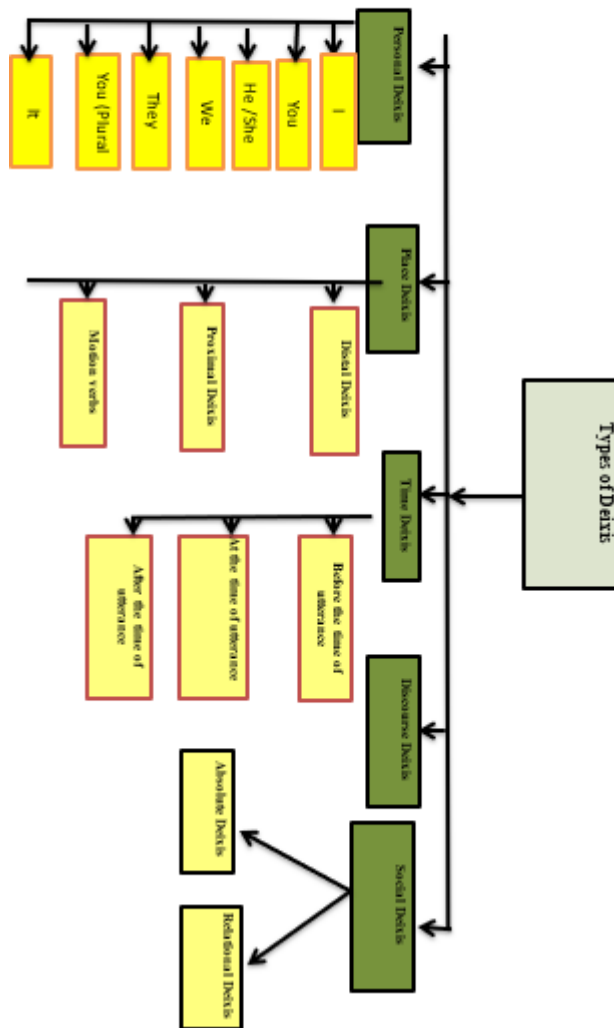 Types of Deixis
Personal Deixis
Place Deixis
Time Deixis
Discourse Deixis
Social Deixis
I
You
He /She
We
They
You (Plural
It
Distal Deixis
Proximal Deixis
Motion verbs
Before the time of
utterance
At the time of utterance
After the time of
utterance
Absolute Deixis
Relational Deixis